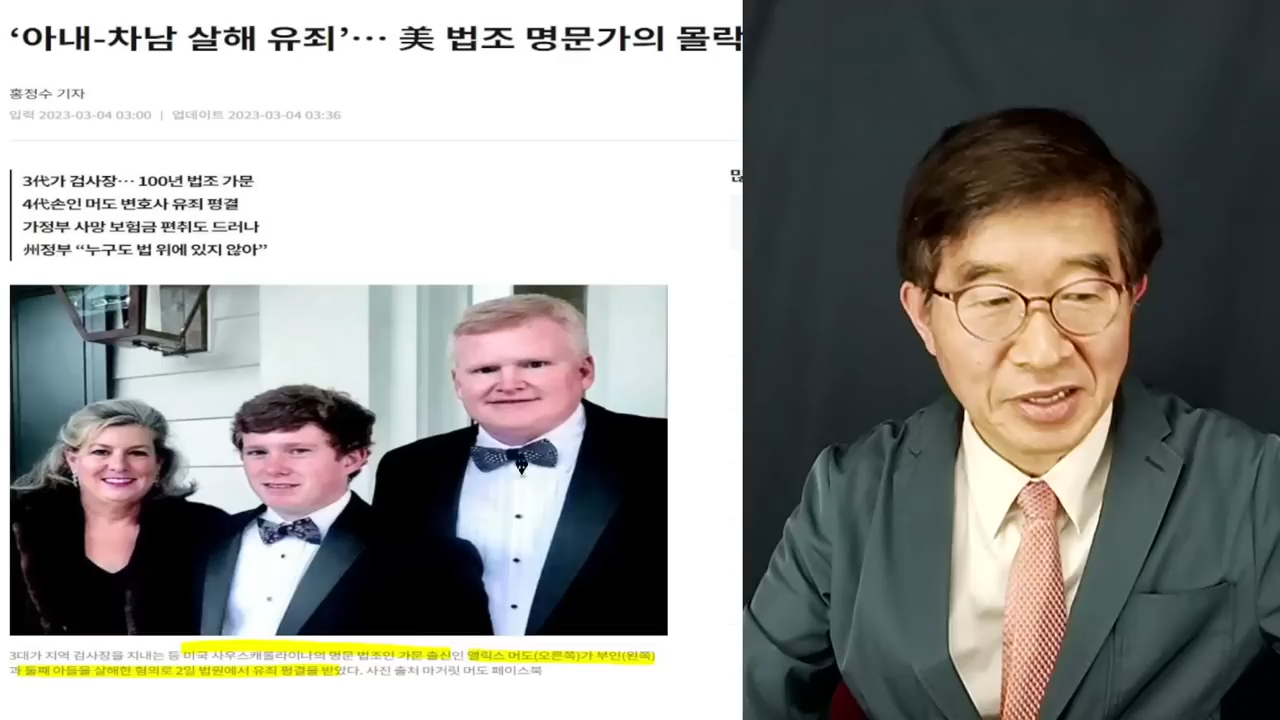 ‘아내-차남 살해 유죄’… 美 법조 명문가의 몰락
홍정수 기자
입력 2023-03-04 03:00 | 업데이트 2023-03-04 03:36
3代가 검사장… 100년 법조 가문
4代손인 머도 변호사 유죄 평결
가정부 사망 보험금 편취도 드러나
州정부 “누구도 법 위에 있지 않아”
3대가 지역 검사장을 지내는 등 미국 사우스캐롤라이나의 명문 법조인 가문 출신인 앨릭스 머도(오른쪽)가 부인(왼쪽)
과 둘째 아들을 살해한 혐의로 2일 법원에서 유죄 평결을 받았다. 사진 출처 마거릿 머도 페이스북